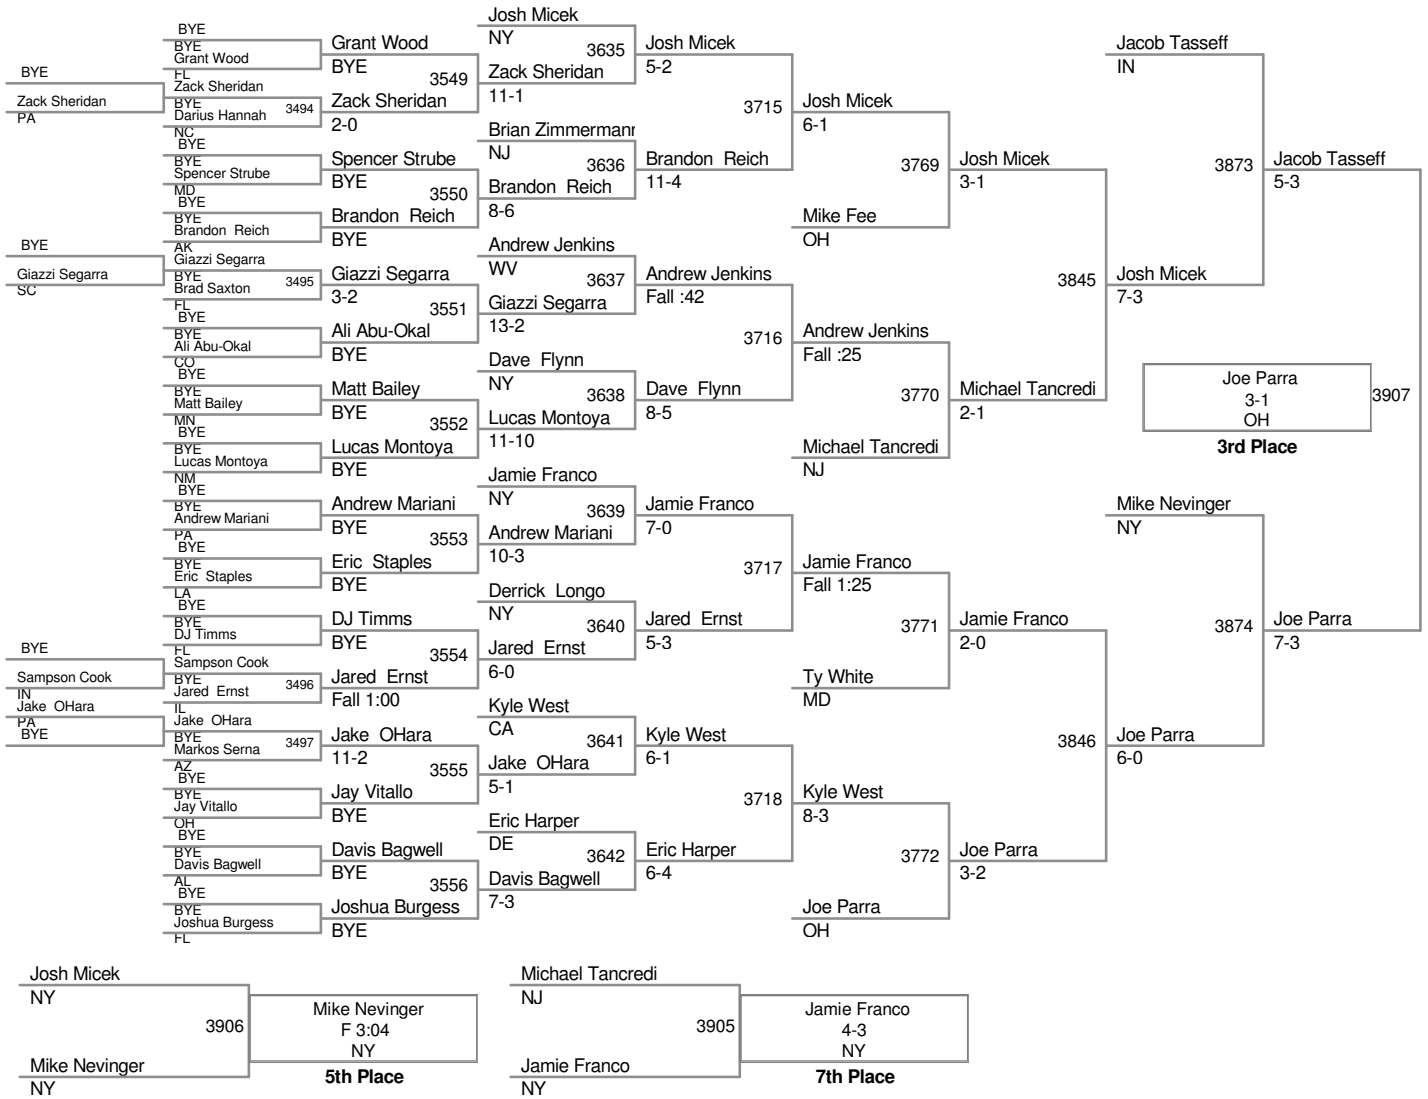 BYE
Zack Sheridan
PA
BYE
Giazzi Segarra
SC
BYE
Sampson Cook
IN
Jake OHara
PA
BYE
BYE
BYE
Grant Wood
FL
Zack Sheridan
BYE
Darius Hannah
3494
NC
BYE
BYE
Spencer Strube
MD
BYE
BYE
Brandon Reich
AK
Giazzi Segarra
BYE
Brad Saxton
3495
FL
BYE
BYE
Ali Abu-Okal
CO
BYE
BYE
Matt Bailey
MN
BYE
BYE
Lucas Montoya
NM
BYE
BYE
Andrew Mariani
PA
BYE
BYE
Eric Staples
LA
BYE
BYE
DJ Timms
FL
Sampson Cook
BYE
Jared Ernst
3496
IL
Jake OHara
BYE
Markos Serna
3497
AZ
BYE
BYE
Jay Vitallo
OH
BYE
BYE
Davis Bagwell
AL
BYE
BYE
Joshua Burgess
FL
Grant Wood
BYE
3549
Zack Sheridan
2-0
Spencer Strube
BYE
3550
Brandon Reich
BYE
Giazzi Segarra
3-2
3551
Ali Abu-Okal
BYE
Matt Bailey
BYE
3552
Lucas Montoya
BYE
Andrew Mariani
BYE
3553
Eric Staples
BYE
DJ Timms
BYE
3554
Jared Ernst
Fall 1:00
Jake OHara
11-2
3555
Jay Vitallo
BYE
Davis Bagwell
BYE
3556
Joshua Burgess
BYE
Josh Micek
NY
3635
Zack Sheridan
11-1
Brian Zimmermann
NJ
3636
Brandon Reich
8-6
Andrew Jenkins
WV
3637
Giazzi Segarra
13-2
Dave Flynn
NY
3638
Lucas Montoya
11-10
Jamie Franco
NY
3639
Andrew Mariani
10-3
Derrick Longo
NY
3640
Jared Ernst
6-0
Kyle West
CA
3641
Jake OHara
5-1
Eric Harper
DE
3642
Davis Bagwell
7-3
Josh Micek
5-2
3715
Brandon Reich
11-4
Andrew Jenkins
Fall :42
3716
Dave Flynn
8-5
Jamie Franco
7-0
3717
Jared Ernst
5-3
Kyle West
6-1
3718
Eric Harper
6-4
Josh Micek
6-1
3769
Mike Fee
OH
Andrew Jenkins
Fall :25
3770
Michael Tancredi
NJ
Jamie Franco
Fall 1:25
3771
Ty White
MD
Kyle West
8-3
3772
Joe Parra
OH
Josh Micek
3-1
3845
Michael Tancredi
2-1
Jamie Franco
2-0
3846
Joe Parra
3-2
Jacob Tasseff
IN
3873
Josh Micek
7-3
Mike Nevinger
NY
3874
Joe Parra
6-0
Jacob Tasseff
5-3
Joe Parra
3-1
OH
3907
3rd Place
Joe Parra
7-3
Josh Micek
NY
3906
Mike Nevinger
NY
Mike Nevinger
F 3:04
NY
5th Place
Michael Tancredi
NJ
3905
Jamie Franco
NY
Jamie Franco
4-3
NY
7th Place